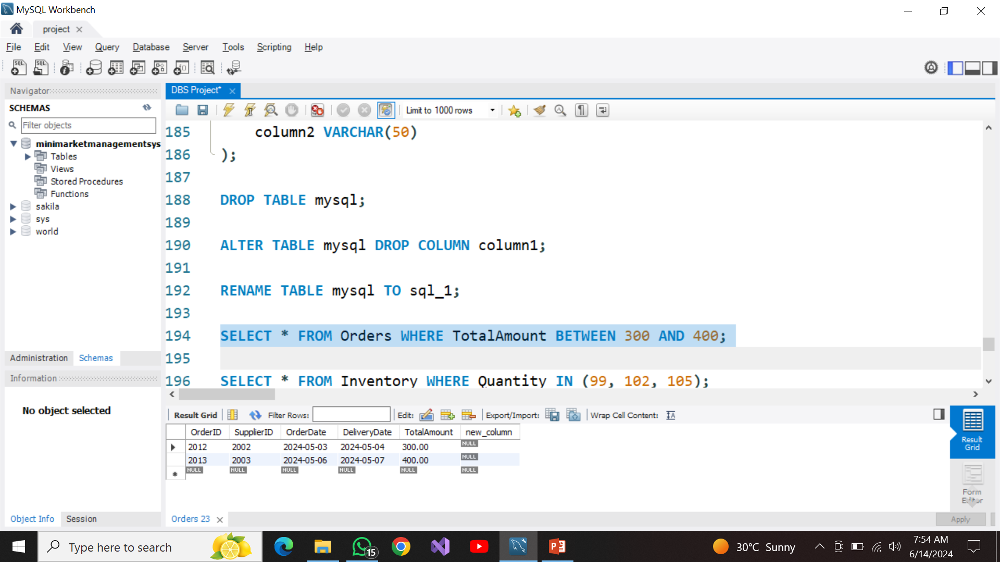 MySQL Workbench
project
File Edit View Query Database Server Tools Scripting Help
Navigator
SCHEMAS
Filter objects
minimarketmanagementsys
Tables
Views
Stored Procedures
Functions
sakila
sys
world
Administration Schemas
Information
No object selected
Object Info Session
DBS Project*
Limit to 1000 rows
185 column2 VARCHAR(50)
186 );
187
188 DROP TABLE mysql;
189
190 ALTER TABLE mysql DROP COLUMN column1;
191
192 RENAME TABLE mysql TO sql_1;
193
194 SELECT * FROM Orders WHERE TotalAmount BETWEEN 300 AND 400;
195
196 SELECT * FROM Inventory WHERE Quantity IN (99, 102, 105);
Result Grid Filter Rows: Edit: Export/Import: Wrap Cell Content:
OrderID SupplierID OrderDate DeliveryDate TotalAmount new_column
2012 2002 2024-05-03 2024-05-04 300.00 NULL
2013 2003 2024-05-06 2024-05-07 400.00 NULL
NULL NULL NULL NULL NULL NULL
Result
Grid
Form
Editor
Orders 23
Apply
Type here to search
15
30°C Sunny
7:54 AM
6/14/2024